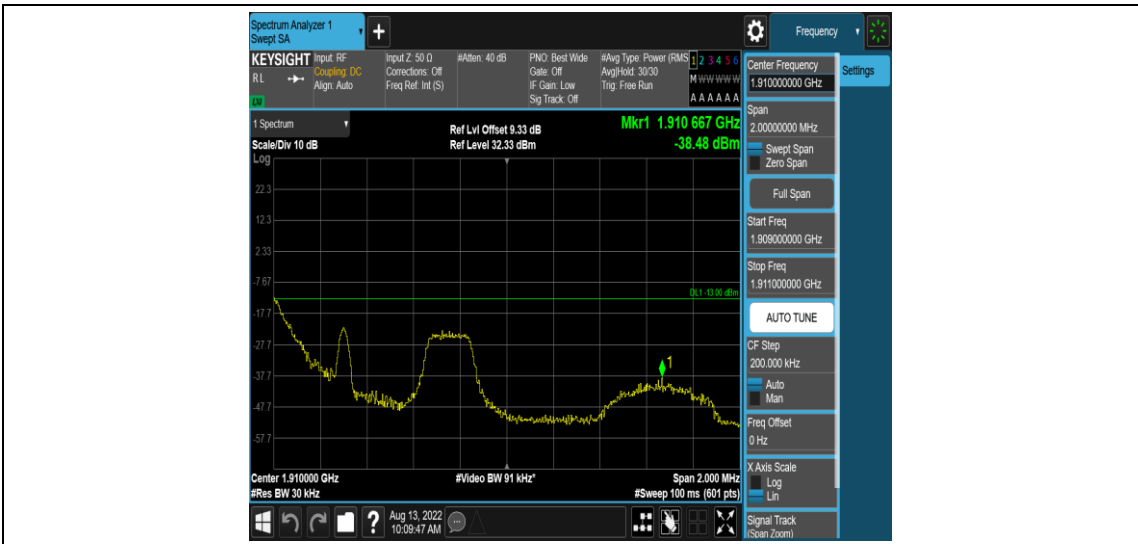 Spectrum Analyzer 1
Swept SA
+
Frequency
KEYSIGHT
RL
Input: RF
Coupling: DC
Align: Auto
Input Z: 50 Ω
Corrections: Off
Freq Ref: Int (S)
#Atten: 40 dB
PNO: Best Wide
Gate: Off
IF Gain: Low
Sig Track: Off
#Avg Type: Power (RMS
Avg|Hold: 30/30
Trig: Free Run
1 2 3 4 5 6
M W W W W W
A A A A A A
1 Spectrum
Scale/Div 10 dB
Ref Lvl Offset 9.33 dB
Ref Level 32.33 dBm
Mkr1 1.910 667 GHz
-38.48 dBm
Log
22.3
12.3
2.33
-7.67
DL1 -13.00 dBm
-17.7
-27.7
-37.7
1
-47.7
-57.7
Center 1.910000 GHz
#Res BW 30 kHz
#Video BW 91 kHz*
Span 2.000 MHz
#Sweep 100 ms (601 pts)
?
Aug 13, 2022
10:09:47 AM
Center Frequency
1.910000000 GHz
Settings
Span
2.00000000 MHz
Swept Span
Zero Span
Full Span
Start Freq
1.909000000 GHz
Stop Freq
1.911000000 GHz
AUTO TUNE
CF Step
200.000 kHz
Auto
Man
Freq Offset
0 Hz
X Axis Scale
Log
Lin
Signal Track
(Span Zoom)